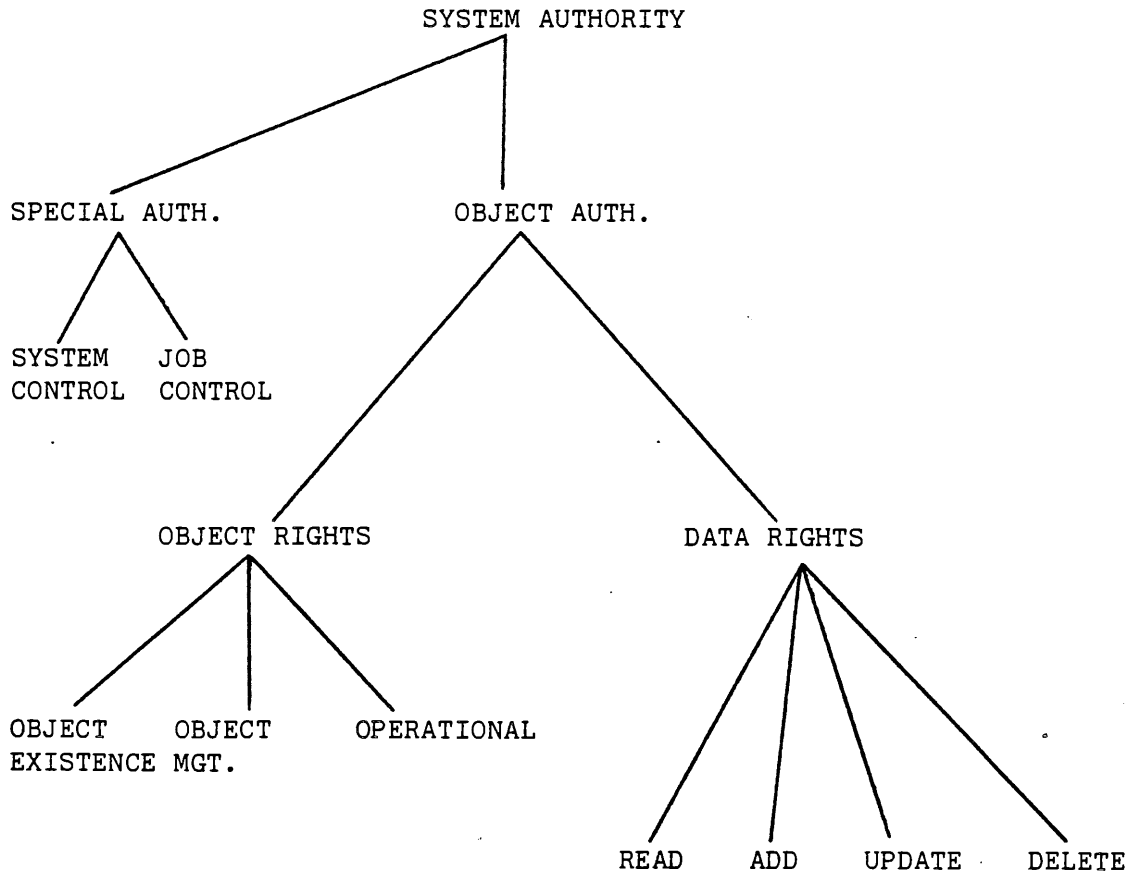 SYSTEM AUTHORITY
SPECIAL AUTH.
OBJECT AUTH.
SYSTEM CONTROL
JOB CONTROL
OBJECT RIGHTS
DATA RIGHTS
OBJECT EXISTENCE
OBJECT MGT.
OPERATIONAL
READ
ADD
UPDATE
DELETE